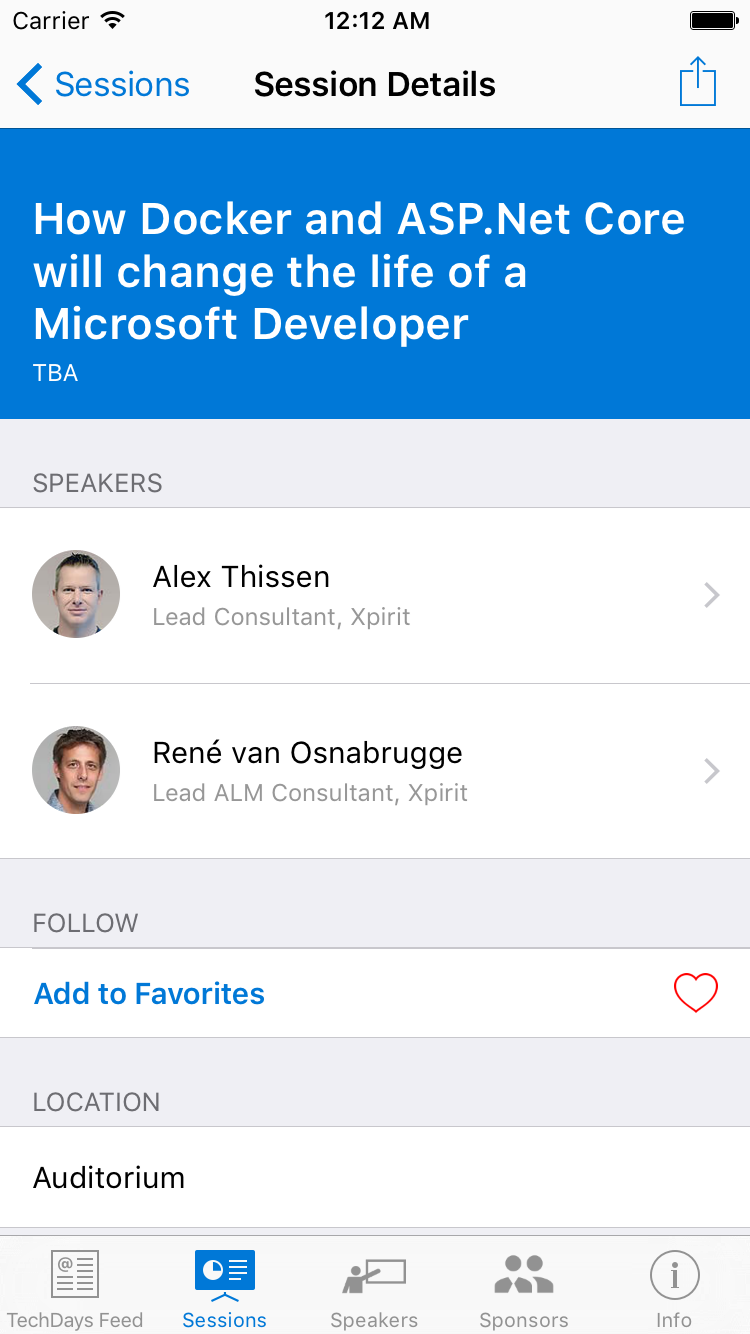 Carrier 12:12 AM
Sessions Session Details
How Docker and ASP.Net Core
will change the life of a
Microsoft Developer
TBA
SPEAKERS
Alex Thissen
Lead Consultant, Xpirit
René van Osnabrugge
Lead ALM Consultant, Xpirit
FOLLOW
Add to Favorites
LOCATION
Auditorium
@
i
TechDays Feed Sessions Speakers Sponsors Info